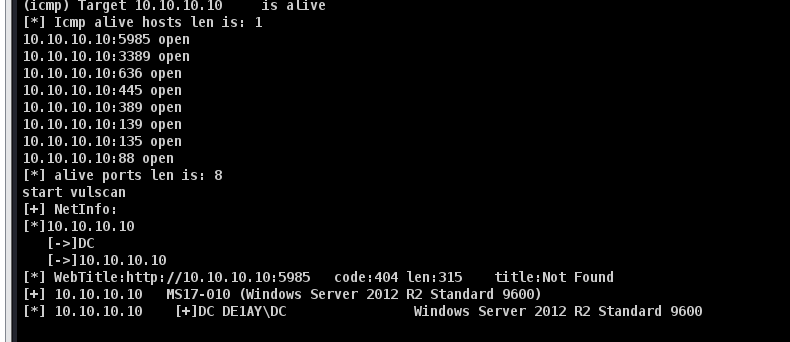 (icmp) Target 10.10.10.10 is alive
[*] Icmp alive hosts len is: 1
10.10.10.10:5985 open
10.10.10.10:3389 open
10.10.10.10:636 open
10.10.10.10:445 open
10.10.10.10:389 open
10.10.10.10:139 open
10.10.10.10:135 open
10.10.10.10:88 open
[*] alive ports len is: 8
start vulscan
[+] NetInfo:
[*]10.10.10.10
[->]DC
[->]10.10.10.10
[*] WebTitle:http://10.10.10.10:5985 code:404 len:315 title:Not Found
[+] 10.10.10.10 MS17-010 (Windows Server 2012 R2 Standard 9600)
[*] 10.10.10.10 [+]DC DE1AY\DC Windows Server 2012 R2 Standard 9600